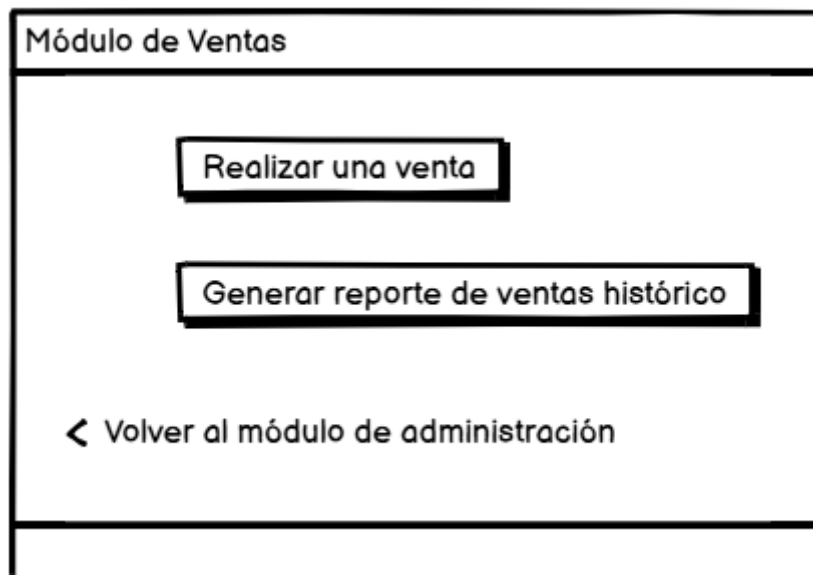 Módulo de Ventas
Realizar una venta
Generar reporte de ventas histórico
< Volver al módulo de administración